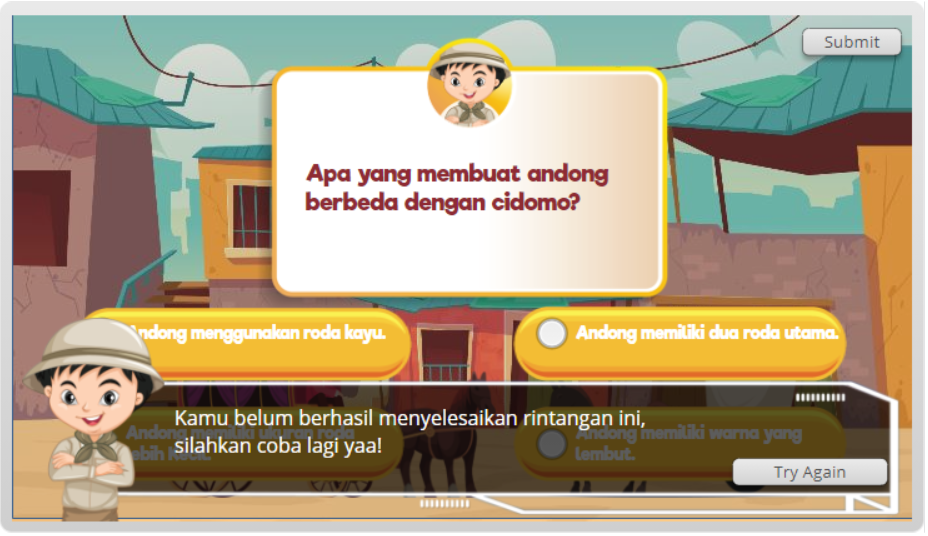 Submit
Apa yang membuat andong
berbeda dengan cidomo?
Andong menggunakan roda kayu.
Andong memiliki dua roda utama.
Kamu belum berhasil menyelesaikan rintangan ini,
silahkan coba lagi yaa!
Andong memiliki ukuran roda
lebih kecil.
Andong memiliki warna yang
lembut.
Try Again